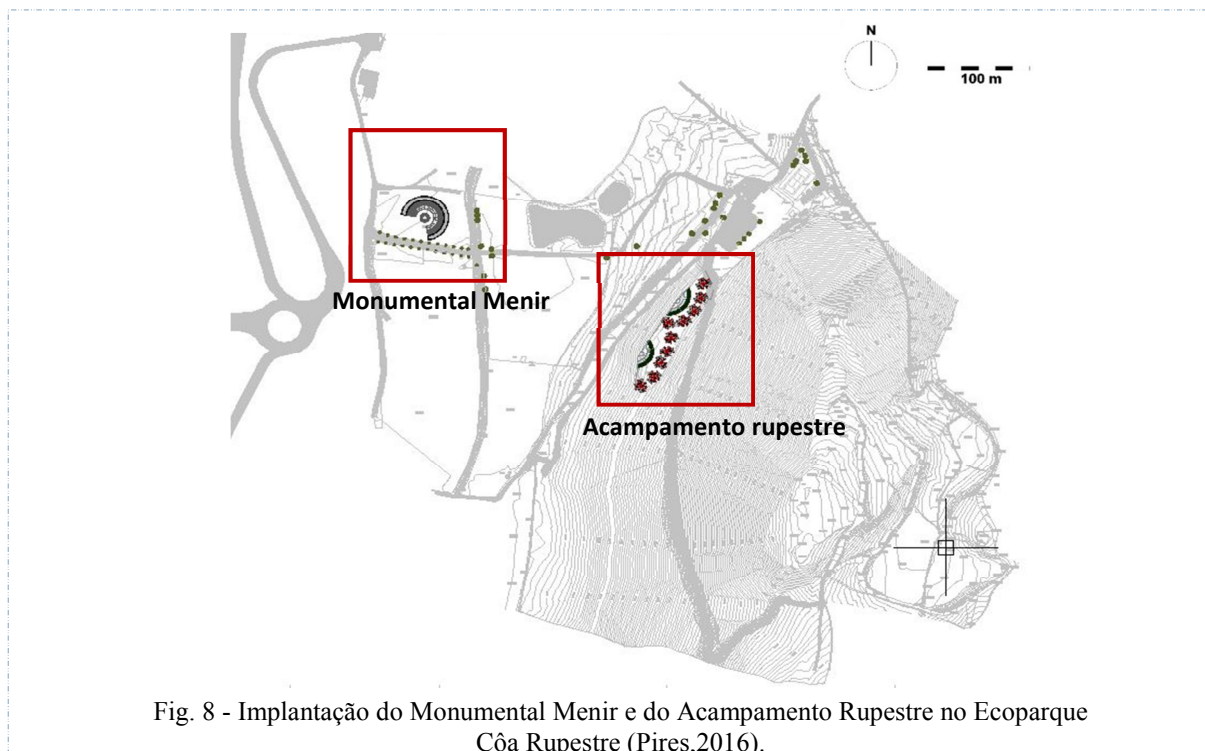 N
100 m
Monumental Menir
Acampamento rupestre
Fig. 8 - Implantação do Monumental Menir e do Acampamento Rupestre no Ecoparque
Côa Rupestre (Pires,2016).